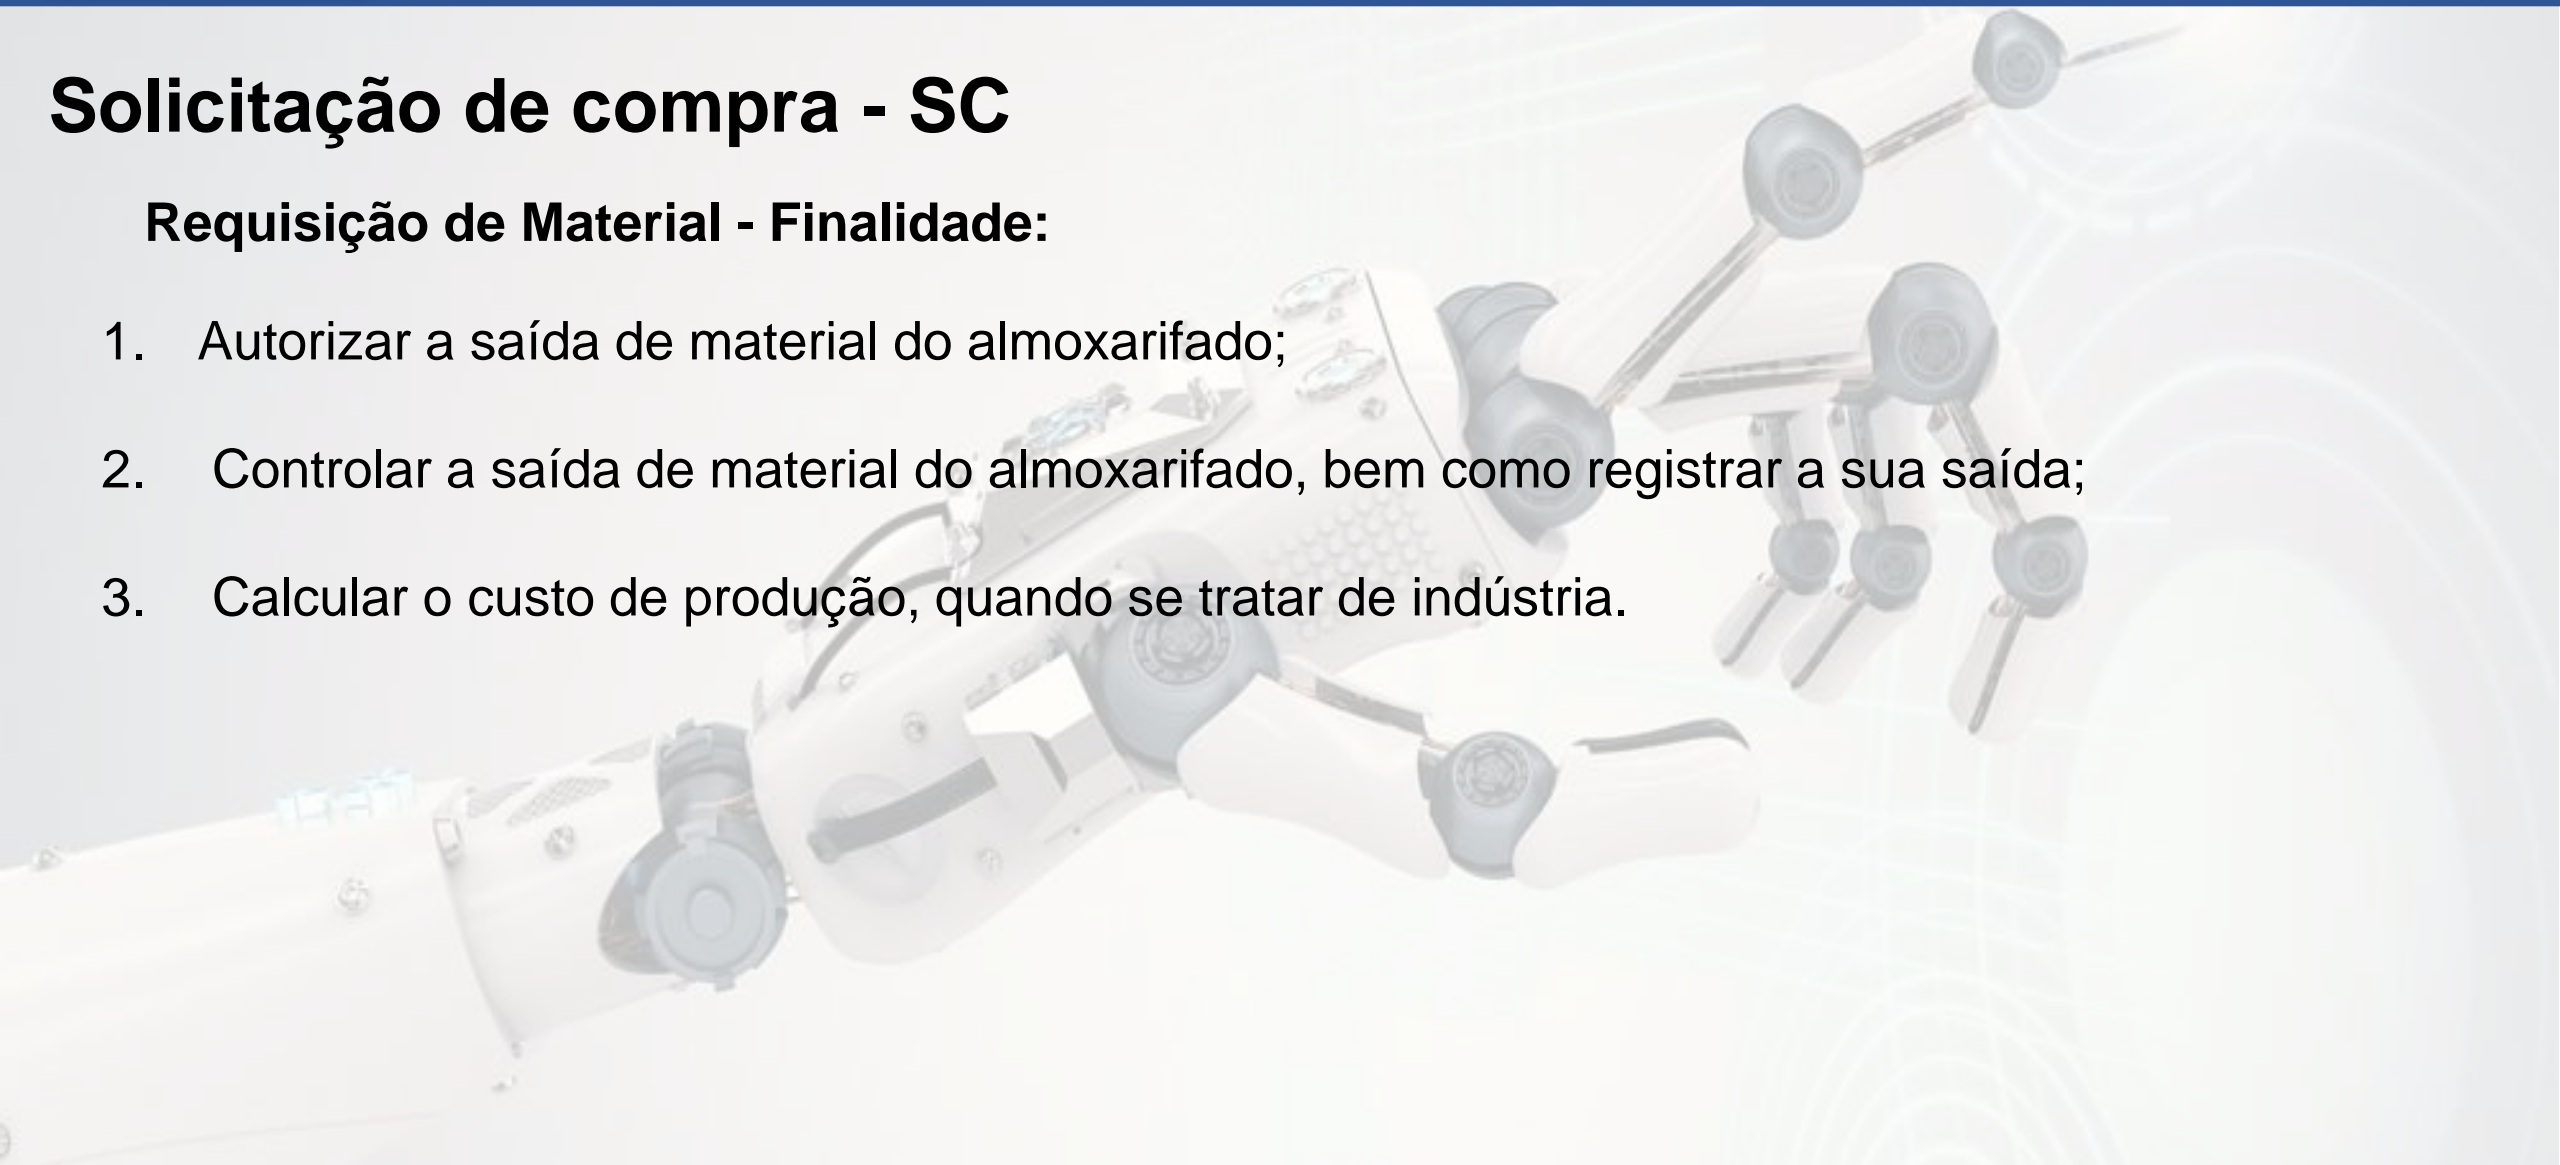 Solicitação de compra - SC
Requisição de Material - Finalidade:
1. Autorizar a saída de material do almoxarifado;
2. Controlar a saída de material do almoxarifado, bem como registrar a sua saída;
3. Calcular o custo de produção, quando se tratar de indústria.